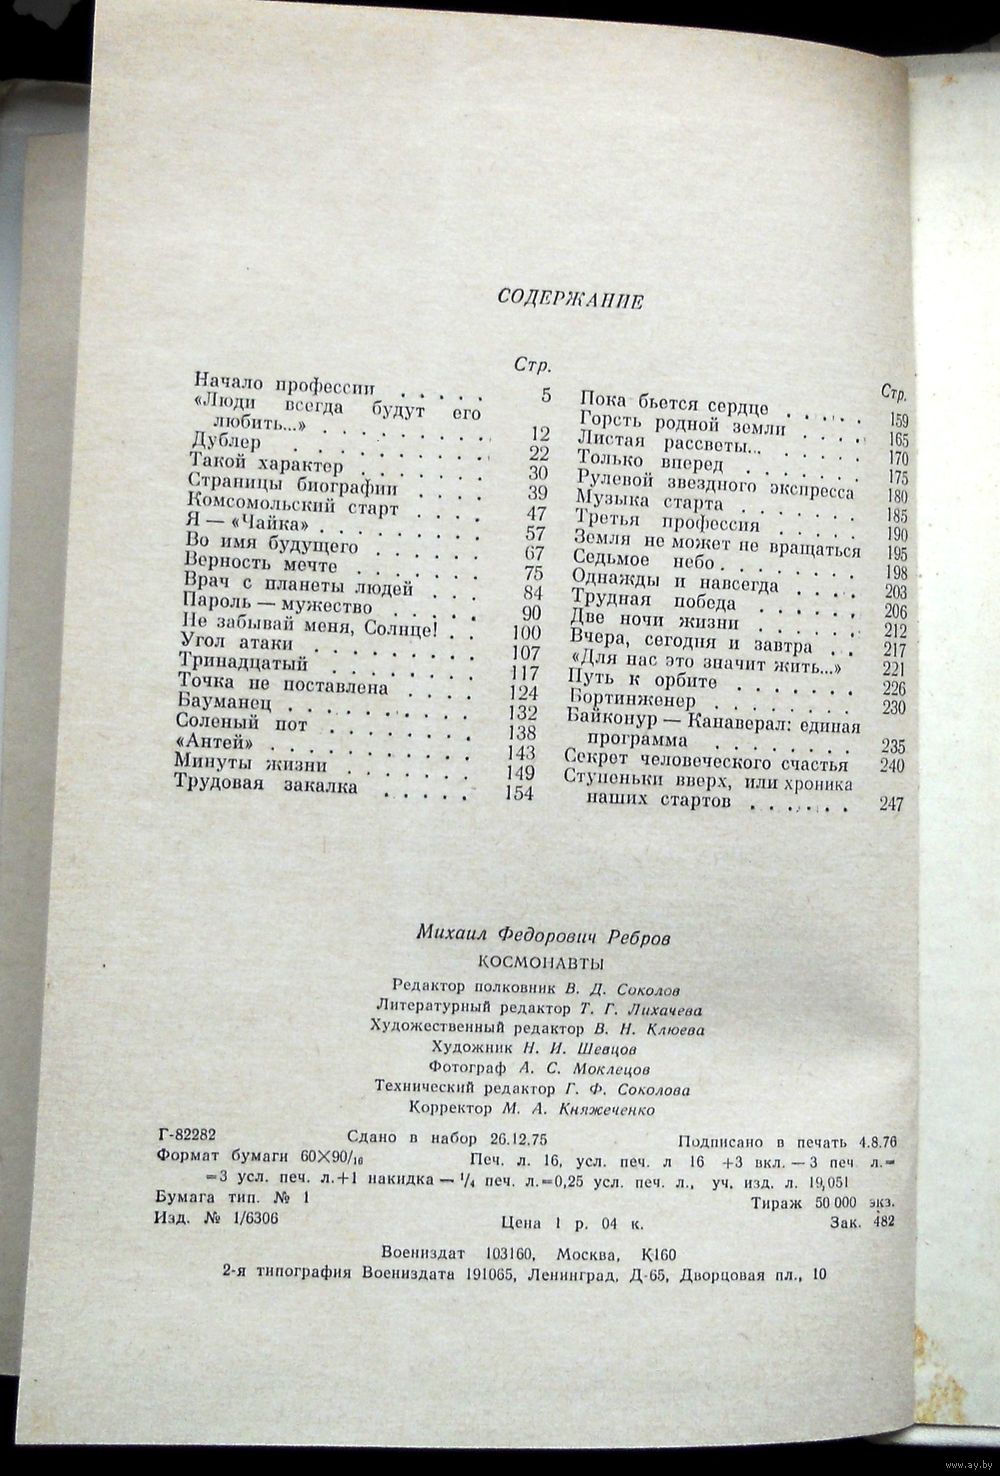 СОДЕРЖАНИЕ
Стр.
Начало профессии . . . . . 5
«Люди всегда будут его
любить...» . . . . . . . . 12
Дублер . . . . . . . . . 22
Такой характер . . . . . . 30
Страницы биографии . . . . 39
Комсомольский старт . . . . 47
Я — «Чайка» . . . . . . . 57
Во имя будущего . . . . . . 67
Верность мечте . . . . . . 75
Врач с планеты людей . . . 84
Пароль — мужество . . . . . 90
Не забывай меня, Солнце! . . 100
Угол атаки . . . . . . . . 107
Тринадцатый . . . . . . . 117
Точка не поставлена . . . . 124
Бауманец . . . . . . . . . 132
Соленый пот . . . . . . . 138
«Антей» . . . . . . . . . 143
Минуты жизни . . . . . . 149
Трудовая закалка . . . . . 154
Стр.
Пока бьется сердце . . . . . 159
Горсть родной земли . . . . 165
Листая рассветы... . . . . . 170
Только вперед . . . . . . 175
Рулевой звездного экспресса 180
Музыка старта . . . . . . 185
Третья профессия . . . . . 190
Земля не может не вращаться 195
Седьмое небо . . . . . . . 198
Однажды и навсегда . . . . 203
Трудная победа . . . . . . 206
Две ночи жизни . . . . . . 212
Вчера, сегодня и завтра . . 217
«Для нас это значит жить...» 221
Путь к орбите . . . . . . . 226
Бортинженер . . . . . . . 230
Байконур — Канаверал: единая
программа . . . . . . . . 235
Секрет человеческого счастья 240
Ступеньки вверх, или хроника
наших стартов . . . . . . . 247
Михаил Федорович Ребров
КОСМОНАВТЫ
Редактор полковник В. Д. Соколов
Литературный редактор Т. Г. Лихачева
Художественный редактор В. Н. Клюева
Художник Н. И. Шевцов
Фотограф А. С. Моклецов
Технический редактор Г. Ф. Соколова
Корректор М. А. Княжеченко
Г-82282 Сдано в набор 26.12.75 Подписано в печать 4.8.76
Формат бумаги 60X90/16 Печ. л. 16, усл. печ. л 16 +3 вкл. — 3 печ л.=
=3 усл. печ. л.+1 накидка — 1/4 печ. л.=0,25 усл. печ. л., уч. изд. л. 19,051
Бумага тип. № 1 Тираж 50 000 экз.
Изд. № 1/6306 Цена 1 р. 04 к. Зак. 482
Воениздат 103160, Москва, К-160
2-я типография Воениздата 191065, Ленинград, Д-65, Дворцовая пл., 10
www.ay.by